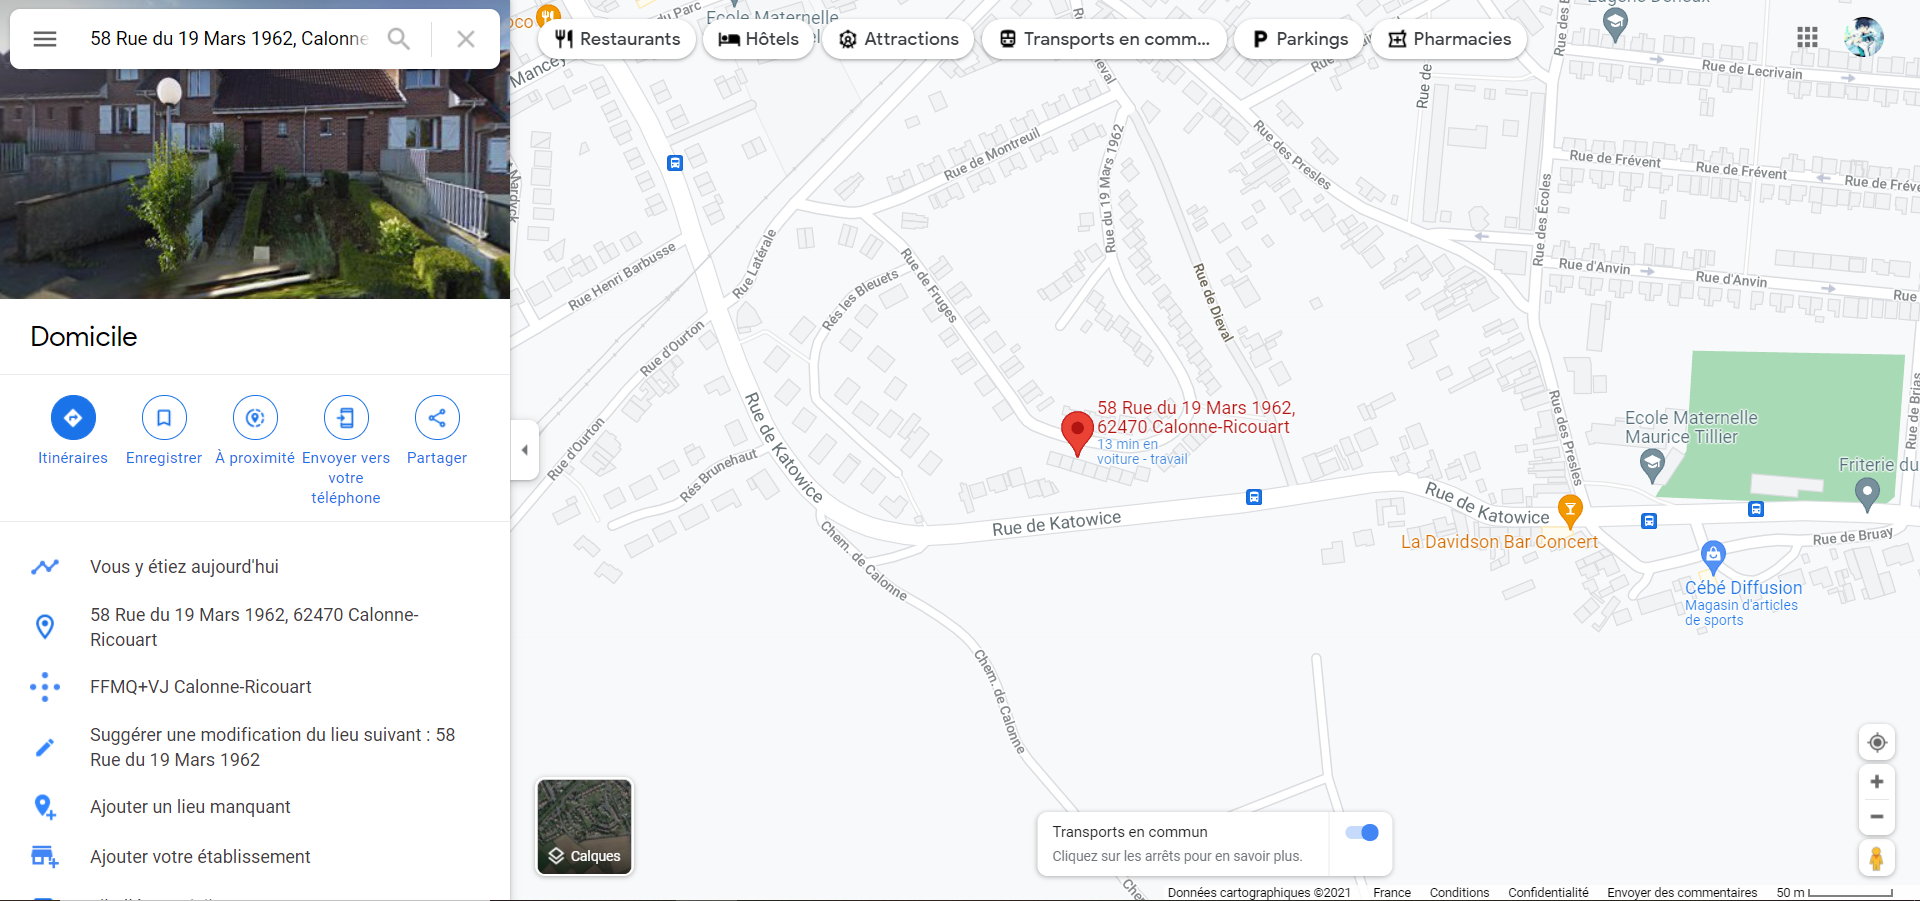 58 Rue du 19 Mars 1962, Calonne
Domicile
Itinéraires
Enregistrer
À proximité
Envoyer vers
votre
téléphone
Partager
Vous y étiez aujourd'hui
58 Rue du 19 Mars 1962, 62470 Calonne-
Ricouart
FFMQ+VJ Calonne-Ricouart
Suggérer une modification du lieu suivant : 58
Rue du 19 Mars 1962
Ajouter un lieu manquant
Ajouter votre établissement
Restaurants
Hôtels
Attractions
Transports en comm...
Parkings
Pharmacies
Ecole Maternelle
Rue de Lecrivain
Rue de Montreuil
Rue du 19 Mars 1962
Rue des Presles
Rue de Frévent
Rue de Frévent
Rue de Fréve
Rue des Écoles
Rue Henri Barbusse
Rue Latérale
Rue de Fruges
Rés les Bleuets
Rue de Dieval
Rue d'Anvin
Rue d'Anvin
Rue
Rue d'Ourton
Rue d'Ourton
Rue de Katowice
Rés Brunehaut
58 Rue du 19 Mars 1962,
62470 Calonne-Ricouart
13 min en
voiture - travail
Rue des Presles
Ecole Maternelle
Maurice Tillier
Rue de Brias
Friterie du
Rue de Katowice
Rue de Katowice
La Davidson Bar Concert
Rue de Bruay
Cébé Diffusion
Magasin d'articles
de sports
Chem. de Calonne
Chem. de Calonne
Chem.
Calques
Transports en commun
Cliquez sur les arrêts pour en savoir plus.
Données cartographiques ©2021
France
Conditions
Confidentialité
Envoyer des commentaires
50 m